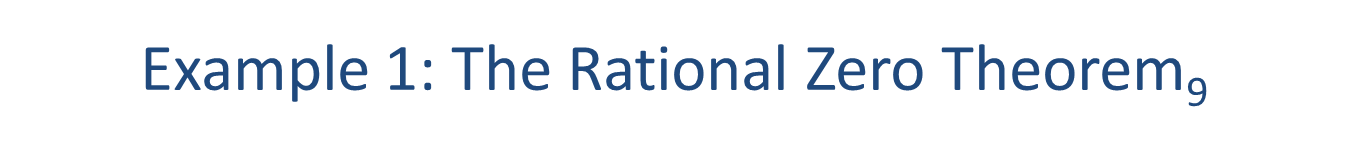 Example 1: The Rational Zero Theorem₉